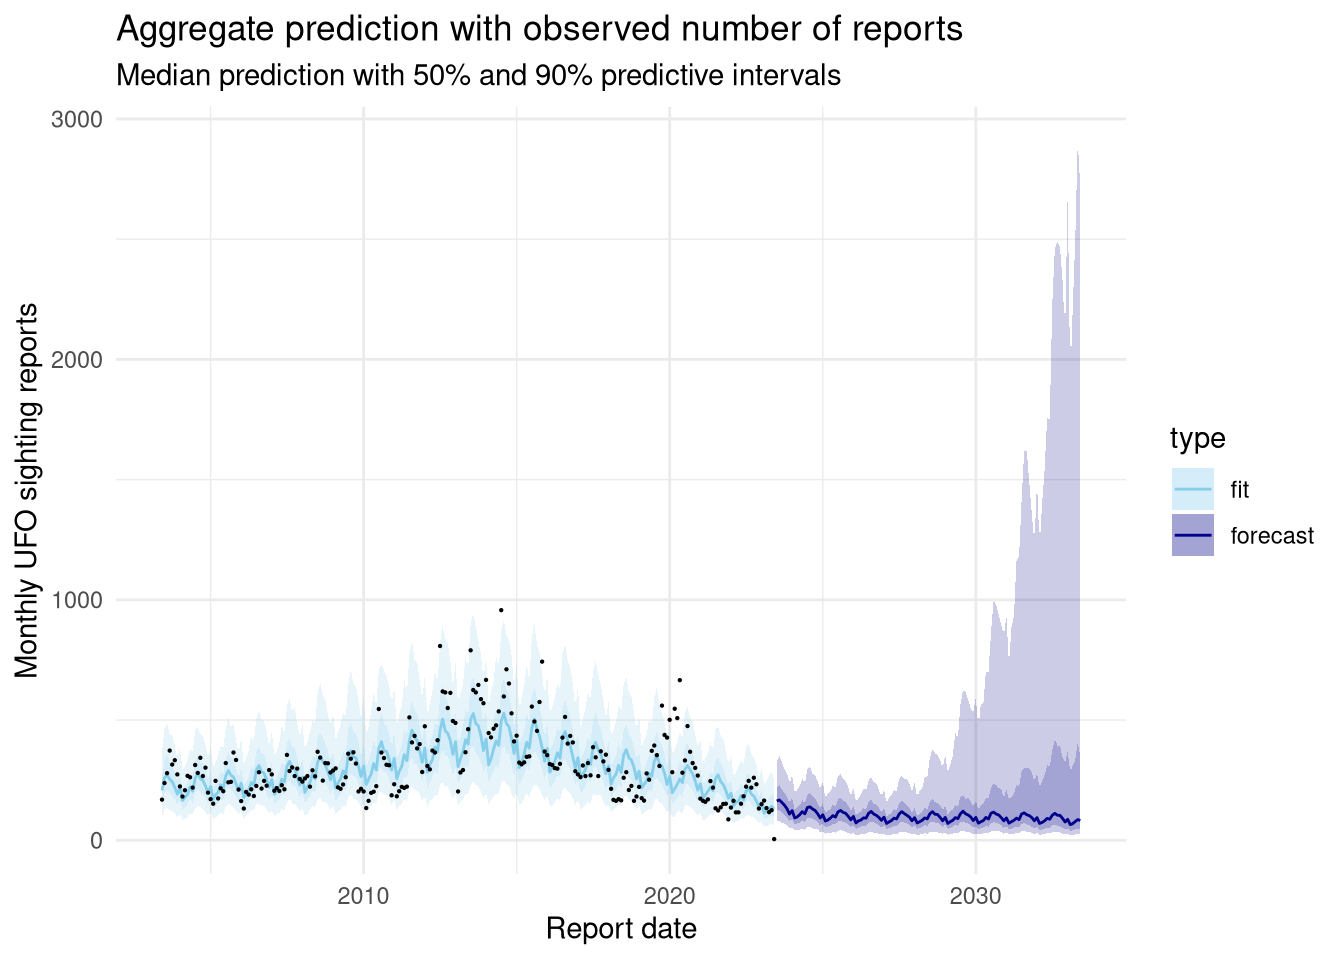 Aggregate prediction with observed number of reports
Median prediction with 50% and 90% predictive intervals
3000
2000
1000
0
Monthly UFO sighting reports
2010
2020
2030
Report date
type
fit
forecast